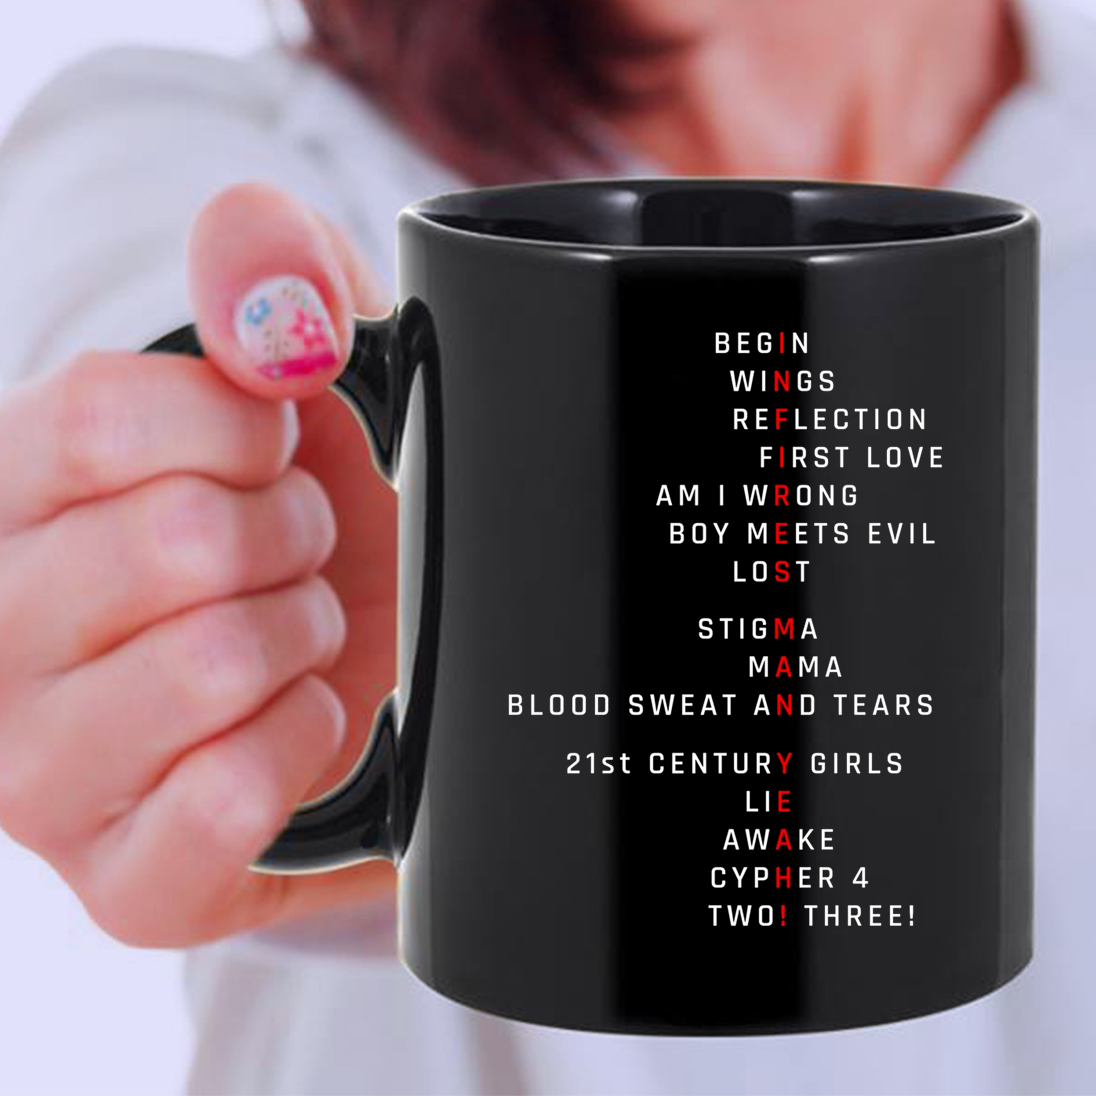 BEGIN
WINGS
REFLECTION
FIRST LOVE
AM I WRONG
BOY MEETS EVIL
LOST
STIGMA
MAMA
BLOOD SWEAT AND TEARS
21st CENTURY GIRLS
LIE
AWAKE
CYPHER 4
TWO! THREE!